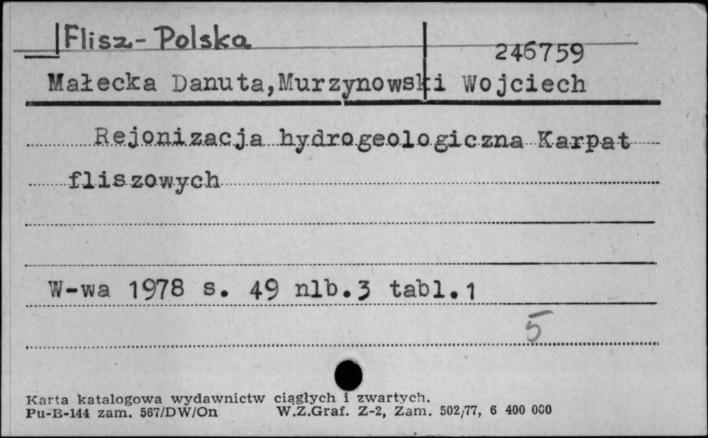 Flisz-Polska
246759
Małecka Danuta,Murzynowski Wojciech
Rejonizacja hydrogeologiczna Karpat
fliszowych
W-wa 1978 s. 49 nlb.3 tabl.1
5
Karta katalogowa wydawnictw ciągłych i zwartych.
Pu-B-144 zam. 567/DW/On W.Z.Graf. Z-2, Zam. 502/77, 6 400 000